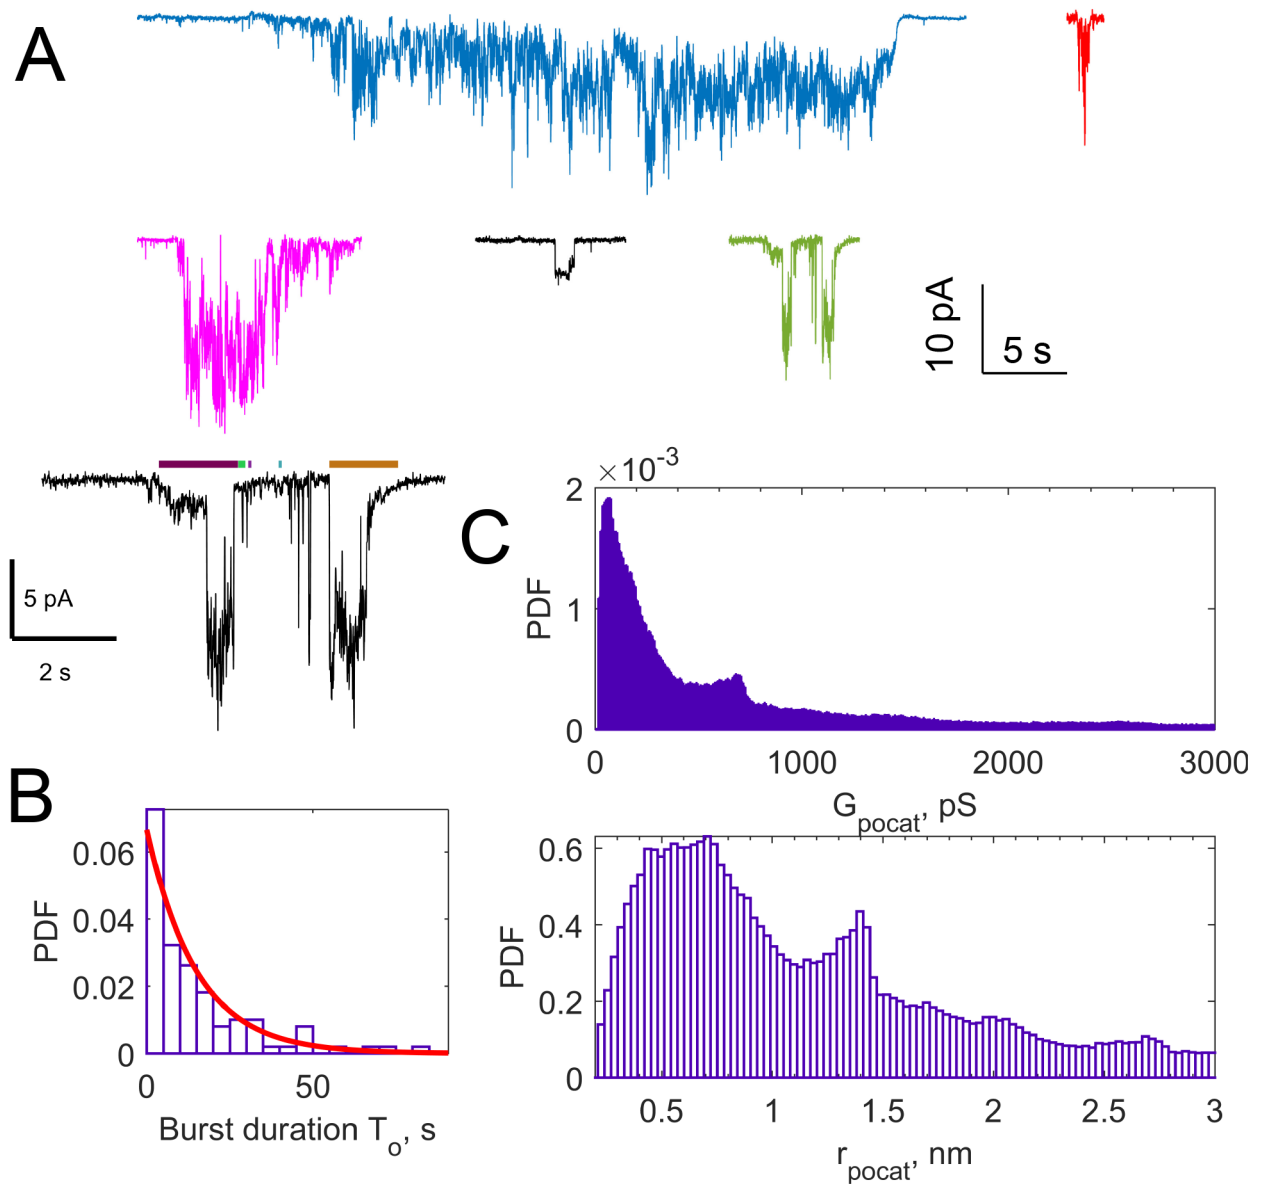 A
10 pA
5 s
5 pA
2 s
C
×10⁻³
2
1
0
PDF
0 1000 2000 3000
G_pocat, pS
B
0.06
0.04
0.02
0
PDF
0 50
Burst duration T_o, s
0.6
0.4
0.2
0
PDF
0.5 1 1.5 2 2.5 3
r_pocat, nm